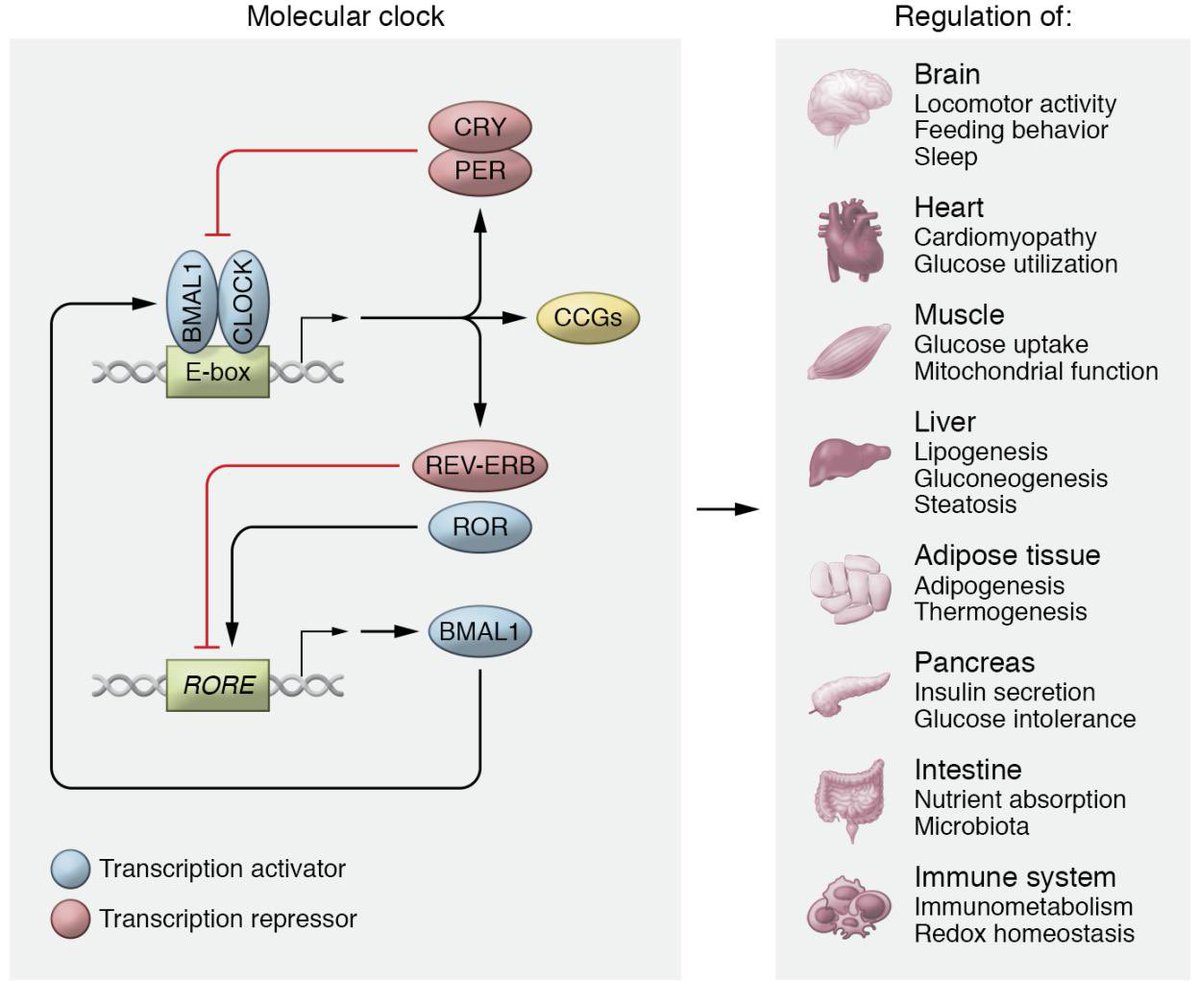 Molecular clock
CRY
PER
BMAL1
CLOCK
E-box
CCGs
REV-ERB
ROR
BMAL1
RORE
Transcription activator
Transcription repressor
Regulation of:
Brain
Locomotor activity
Feeding behavior
Sleep
Heart
Cardiomyopathy
Glucose utilization
Muscle
Glucose uptake
Mitochondrial function
Liver
Lipogenesis
Gluconeogenesis
Steatosis
Adipose tissue
Adipogenesis
Thermogenesis
Pancreas
Insulin secretion
Glucose intolerance
Intestine
Nutrient absorption
Microbiota
Immune system
Immunometabolism
Redox homeostasis